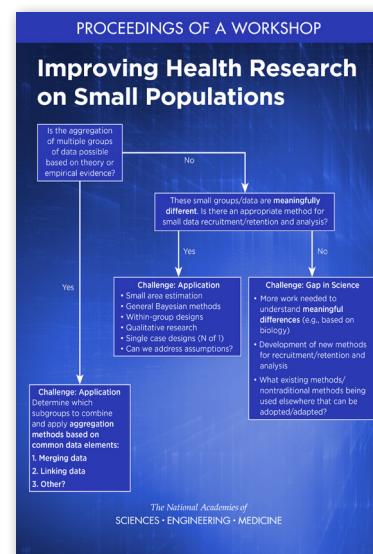 PROCEEDINGS OF A WORKSHOP
Improving Health Research
on Small Populations
Is the aggregation
of multiple groups
of data possible
based on theory or
empirical evidence?
No
These small groups/data are meaningfully
different. Is there an appropriate method for
small data recruitment/retention and analysis?
Yes
Yes
No
Challenge: Application
• Small area estimation
• General Bayesian methods
• Within-group designs
• Qualitative research
• Single case designs (N of 1)
• Can we address assumptions?
Challenge: Gap in Science
• More work needed to
understand meaningful
differences (e.g., based on
biology)
• Development of new methods
for recruitment/retention and
analysis
• What existing methods/
nontraditional methods being
used elsewhere that can be
adopted/adapted?
Challenge: Application
Determine which
subgroups to combine
and apply aggregation
methods based on
common data elements:
1. Merging data
2. Linking data
3. Other?
The National Academies of
SCIENCES • ENGINEERING • MEDICINE